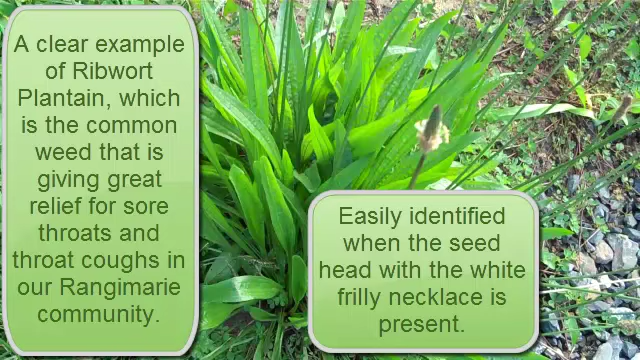 A clear example
of Ribwort
Plantain, which
is the common
weed that is
giving great
relief for sore
throats and
throat coughs in
our Rangimarie
community.
Easily identified
when the seed
head with the white
frilly necklace is
present.